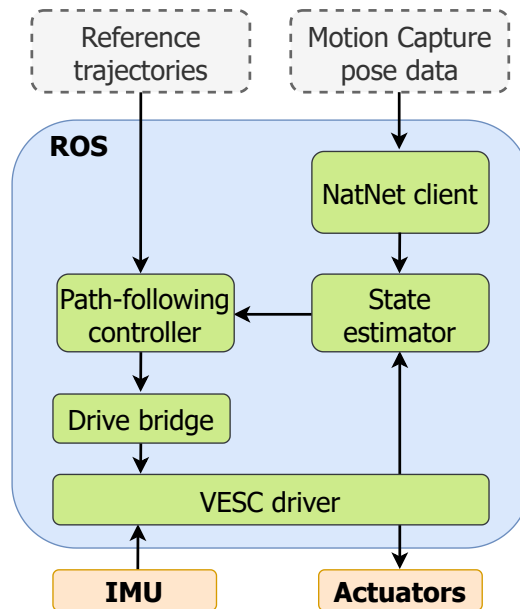 Reference
trajectories
Motion Capture
pose data
ROS
NatNet client
Path-following
controller
State
estimator
Drive bridge
VESC driver
IMU
Actuators